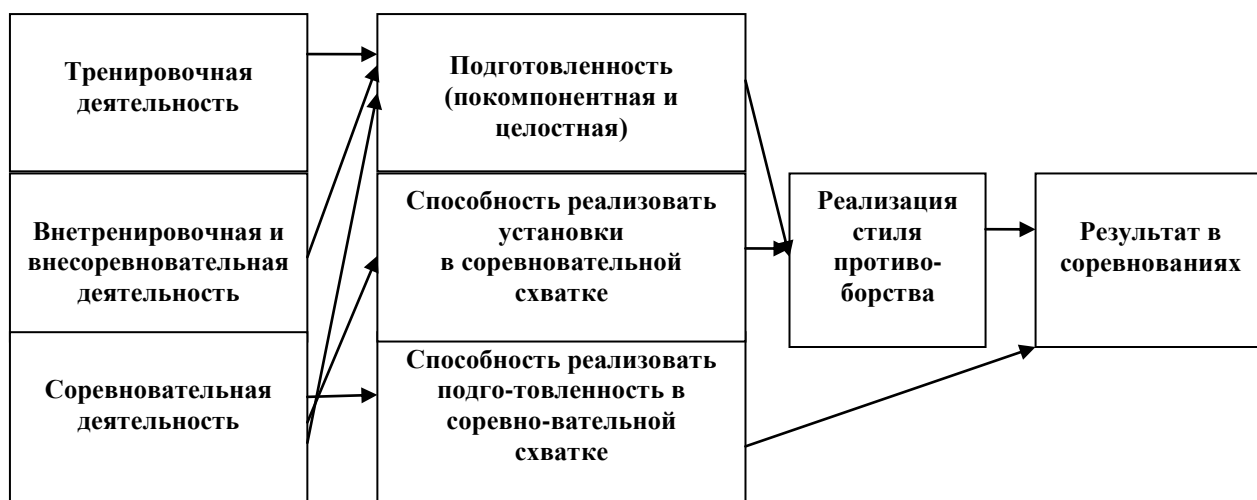 Тренировочная
деятельность
Внетренировочная и
внесоревновательная
деятельность
Соревновательная
деятельность
Подготовленность
(покомпонентная и
целостная)
Способность реализовать
установки
в соревновательной
схватке
Способность реализовать
подго-товленность в
соревно-вательной
схватке
Реализация
стиля
противо-
борства
Результат в
соревнованиях